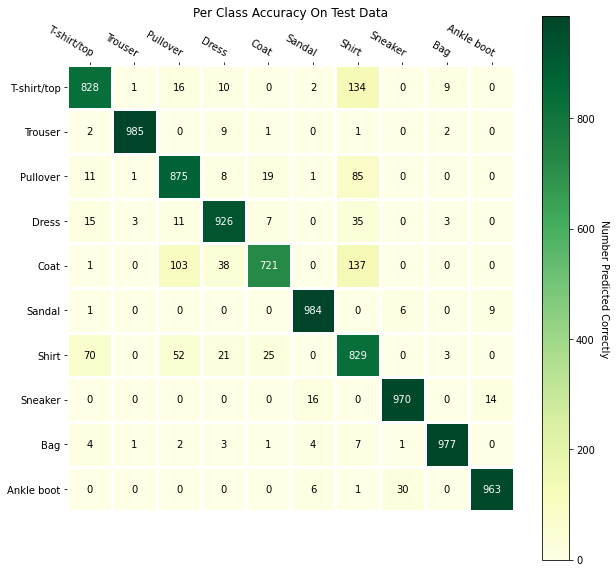 Per Class Accuracy On Test Data
T-shirt/top Trouser Pullover Dress Coat Sandal Shirt Sneaker Bag Ankle boot
T-shirt/top 828 1 16 10 0 2 134 0 9 0
Trouser 2 985 0 9 1 0 1 0 2 0
Pullover 11 1 875 8 19 1 85 0 0 0
Dress 15 3 11 926 7 0 35 0 3 0
Coat 1 0 103 38 721 0 137 0 0 0
Sandal 1 0 0 0 0 984 0 6 0 9
Shirt 70 0 52 21 25 0 829 0 3 0
Sneaker 0 0 0 0 0 16 0 970 0 14
Bag 4 1 2 3 1 4 7 1 977 0
Ankle boot 0 0 0 0 0 6 1 30 0 963
800
600
400
200
0
Number Predicted Correctly